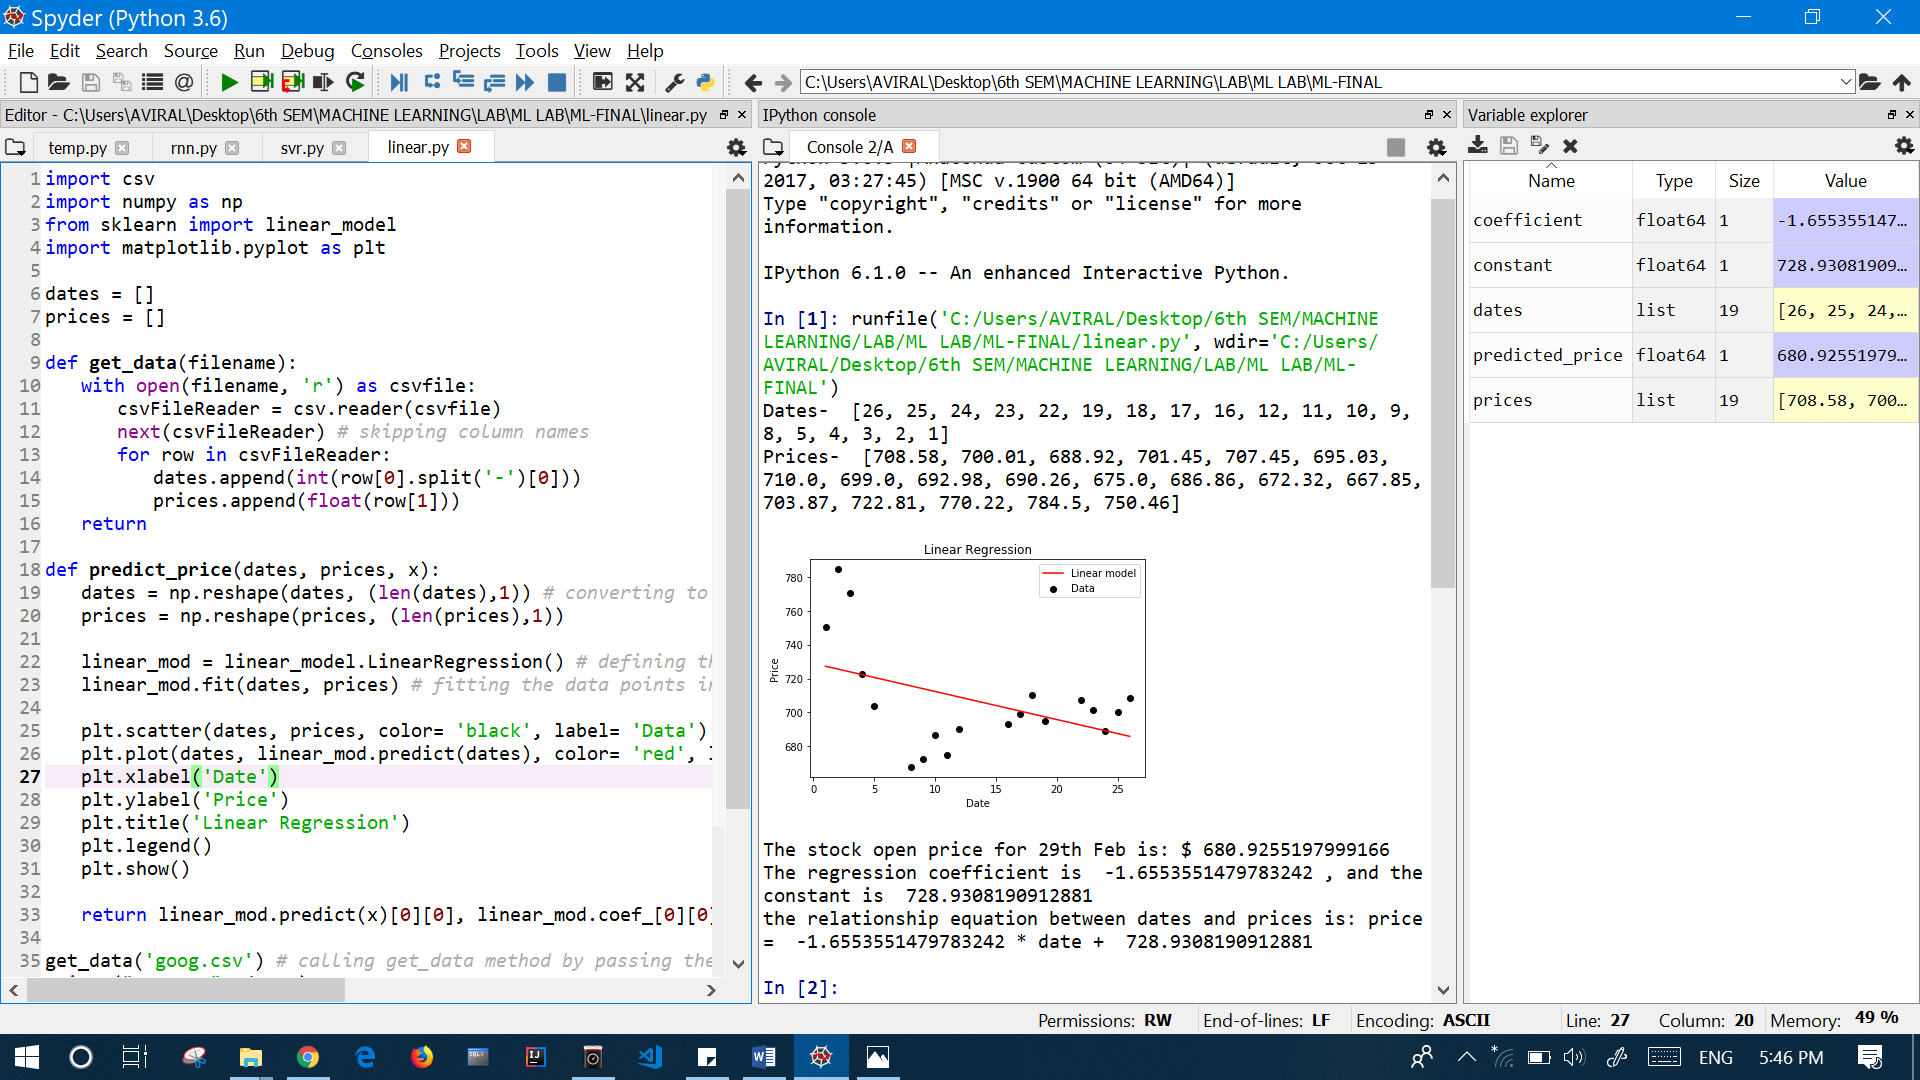 Spyder (Python 3.6)
File Edit Search Source Run Debug Consoles Projects Tools View Help
C:\Users\AVIRAL\Desktop\6th SEM\MACHINE LEARNING\LAB\ML LAB\ML-FINAL
Editor - C:\Users\AVIRAL\Desktop\6th SEM\MACHINE LEARNING\LAB\ML LAB\ML-FINAL\linear.py
temp.py rnn.py svr.py linear.py
1 import csv
2 import numpy as np
3 from sklearn import linear_model
4 import matplotlib.pyplot as plt
5
6 dates = []
7 prices = []
8
9 def get_data(filename):
10 with open(filename, 'r') as csvfile:
11 csvFileReader = csv.reader(csvfile)
12 next(csvFileReader) # skipping column names
13 for row in csvFileReader:
14 dates.append(int(row[0].split('-')[0]))
15 prices.append(float(row[1]))
16 return
17
18 def predict_price(dates, prices, x):
19 dates = np.reshape(dates, (len(dates),1)) # converting to
20 prices = np.reshape(prices, (len(prices),1))
21
22 linear_mod = linear_model.LinearRegression() # defining th
23 linear_mod.fit(dates, prices) # fitting the data points in
24
25 plt.scatter(dates, prices, color= 'black', label= 'Data')
26 plt.plot(dates, linear_mod.predict(dates), color= 'red', l
27 plt.xlabel('Date')
28 plt.ylabel('Price')
29 plt.title('Linear Regression')
30 plt.legend()
31 plt.show()
32
33 return linear_mod.predict(x)[0][0], linear_mod.coef_[0][0]
34
35 get_data('goog.csv') # calling get_data method by passing the
IPython console
Console 2/A
2017, 03:27:45) [MSC v.1900 64 bit (AMD64)]
Type "copyright", "credits" or "license" for more
information.
IPython 6.1.0 -- An enhanced Interactive Python.
In [1]: runfile('C:/Users/AVIRAL/Desktop/6th SEM/MACHINE
LEARNING/LAB/ML LAB/ML-FINAL/linear.py', wdir='C:/Users/
AVIRAL/Desktop/6th SEM/MACHINE LEARNING/LAB/ML LAB/ML-
FINAL')
Dates- [26, 25, 24, 23, 22, 19, 18, 17, 16, 12, 11, 10, 9,
8, 5, 4, 3, 2, 1]
Prices- [708.58, 700.01, 688.92, 701.45, 707.45, 695.03,
710.0, 699.0, 692.98, 690.26, 675.0, 686.86, 672.32, 667.85,
703.87, 722.81, 770.22, 784.5, 750.46]
Linear Regression
Linear model
Data
780
760
740
720
700
680
Price
0 5 10 15 20 25
Date
The stock open price for 29th Feb is: $ 680.9255197999166
The regression coefficient is -1.6553551479783242 , and the
constant is 728.9308190912881
the relationship equation between dates and prices is: price
= -1.6553551479783242 * date + 728.9308190912881
In [2]:
Variable explorer
Name Type Size Value
coefficient float64 1 -1.655355147…
constant float64 1 728.93081909…
dates list 19 [26, 25, 24,…
predicted_price float64 1 680.92551979…
prices list 19 [708.58, 700…
Permissions: RW End-of-lines: LF Encoding: ASCII Line: 27 Column: 20 Memory: 49 %
ENG 5:46 PM